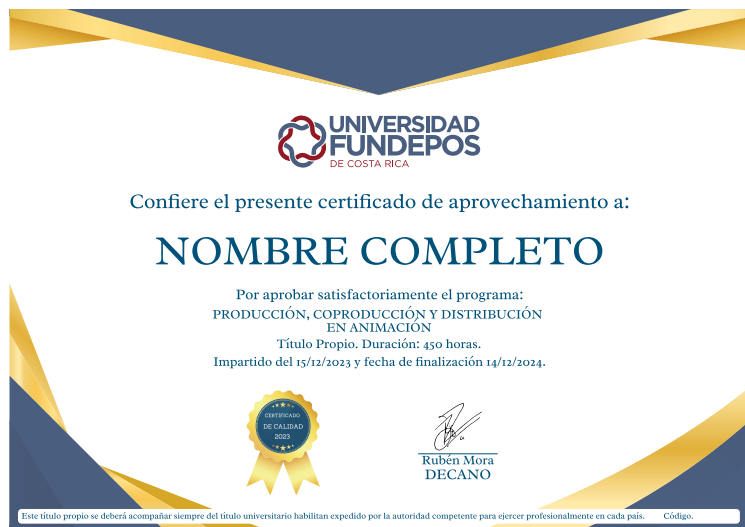 UNIVERSIDAD
FUNDEPOS
DE COSTA RICA
Confiere el presente certificado de aprovechamiento a:
NOMBRE COMPLETO
Por aprobar satisfactoriamente el programa:
PRODUCCIÓN, COPRODUCCIÓN Y DISTRIBUCIÓN
EN ANIMACIÓN
Título Propio. Duración: 450 horas.
Impartido del 15/12/2023 y fecha de finalización 14/12/2024.
CERTIFICADO
DE CALIDAD
2023
Rubén Mora
DECANO
Este título propio se deberá acompañar siempre del título universitario habilitan expedido por la autoridad competente para ejercer profesionalmente en cada país. Código.